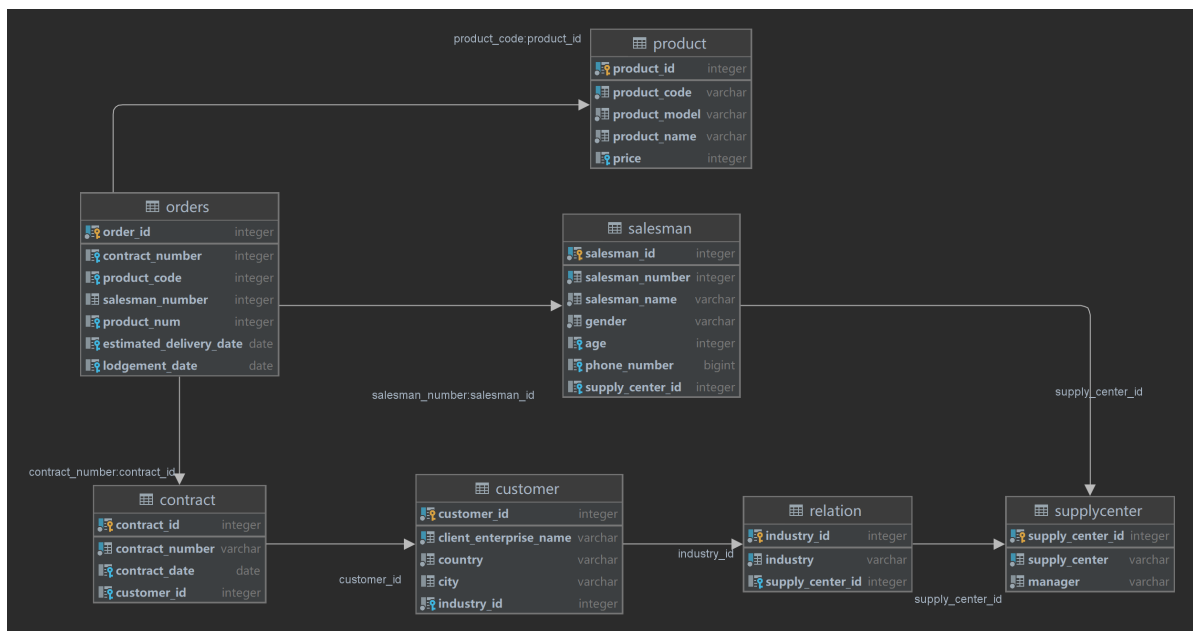 product_code:product_id
product
product_id integer
product_code varchar
product_model varchar
product_name varchar
price integer
orders
order_id integer
contract_number integer
product_code integer
salesman_number integer
product_num integer
estimated_delivery_date date
lodgement_date date
salesman
salesman_id integer
salesman_number integer
salesman_name varchar
gender varchar
age integer
phone_number bigint
supply_center_id integer
salesman_number:salesman_id
supply_center_id
contract_number:contract_id
contract
contract_id integer
contract_number varchar
contract_date date
customer_id integer
customer_id
customer
customer_id integer
client_enterprise_name varchar
country varchar
city varchar
industry_id integer
industry_id
relation
industry_id integer
industry varchar
supply_center_id integer
supply_center_id
supplycenter
supply_center_id integer
supply_center varchar
manager varchar